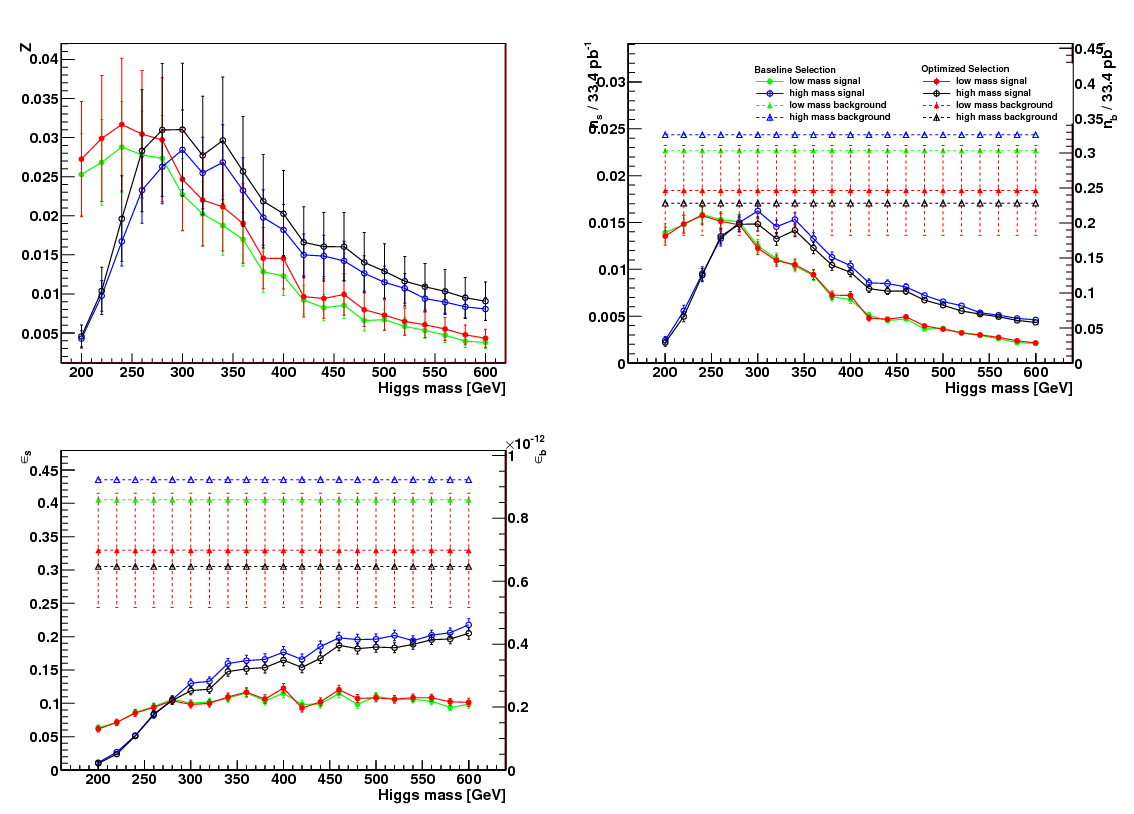 Z
0.04
0.035
0.03
0.025
0.02
0.015
0.01
0.005
200 250 300 350 400 450 500 550 600
Higgs mass [GeV]
n_s / 33.4 pb^-1
0.03
0.025
0.02
0.015
0.01
0.005
0
Baseline Selection
low mass signal
high mass signal
low mass background
high mass background
Optimized Selection
low mass signal
high mass signal
low mass background
high mass background
n_b / 33.4 pb^-1
0.45
0.4
0.35
0.3
0.25
0.2
0.15
0.1
0.05
0
200 250 300 350 400 450 500 550 600
Higgs mass [GeV]
∈_s
0.45
0.4
0.35
0.3
0.25
0.2
0.15
0.1
0.05
0
×10^-12
∈_b
1
0.8
0.6
0.4
0.2
0
200 250 300 350 400 450 500 550 600
Higgs mass [GeV]